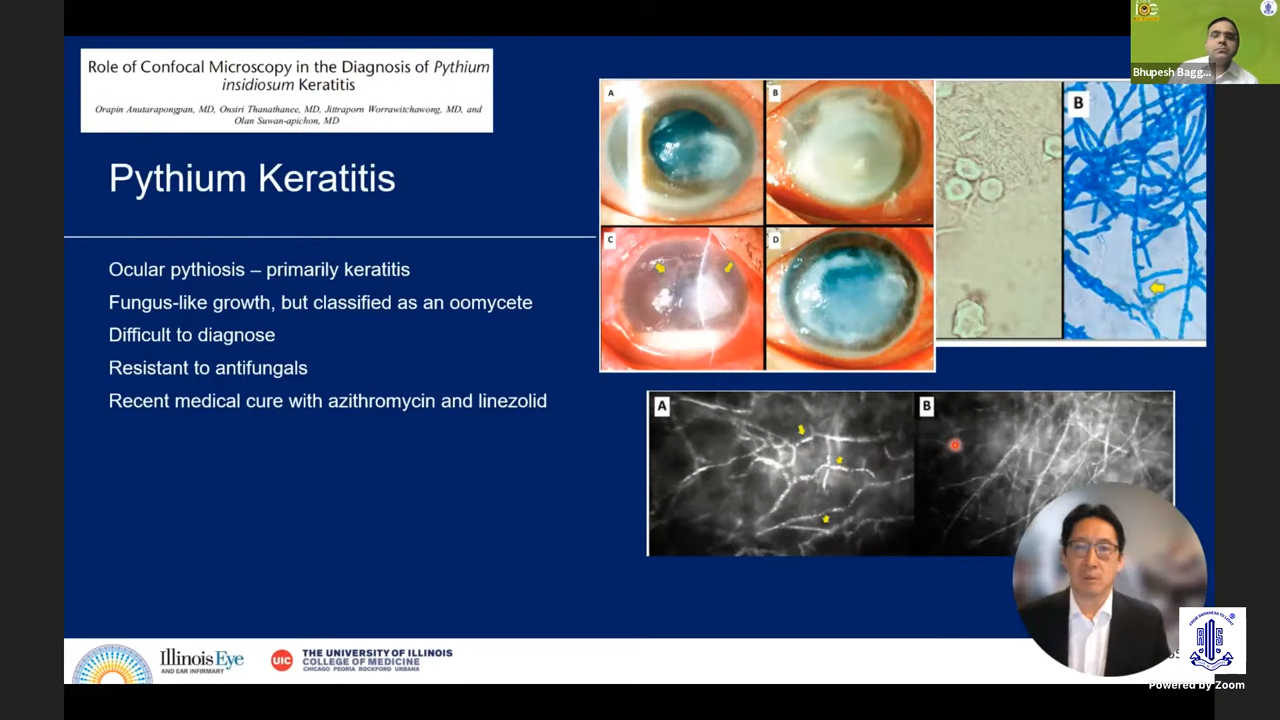 Role of Confocal Microscopy in the Diagnosis of Pythium
insidiosum Keratitis
Orapin Anutarapongpan, MD, Onsiri Thanathanee, MD, Jittraporn Worrawitchawong, MD, and
Olan Suwan-apichon, MD
Pythium Keratitis
Ocular pythiosis – primarily keratitis
Fungus-like growth, but classified as an oomycete
Difficult to diagnose
Resistant to antifungals
Recent medical cure with azithromycin and linezolid
A
B
C
D
B
A
B
Bhupesh Bagg...
Illinois Eye
AND EAR INFIRMARY
UIC
THE UNIVERSITY OF ILLINOIS
COLLEGE OF MEDICINE
CHICAGO PEORIA ROCKFORD URBANA
Powered by Zoom